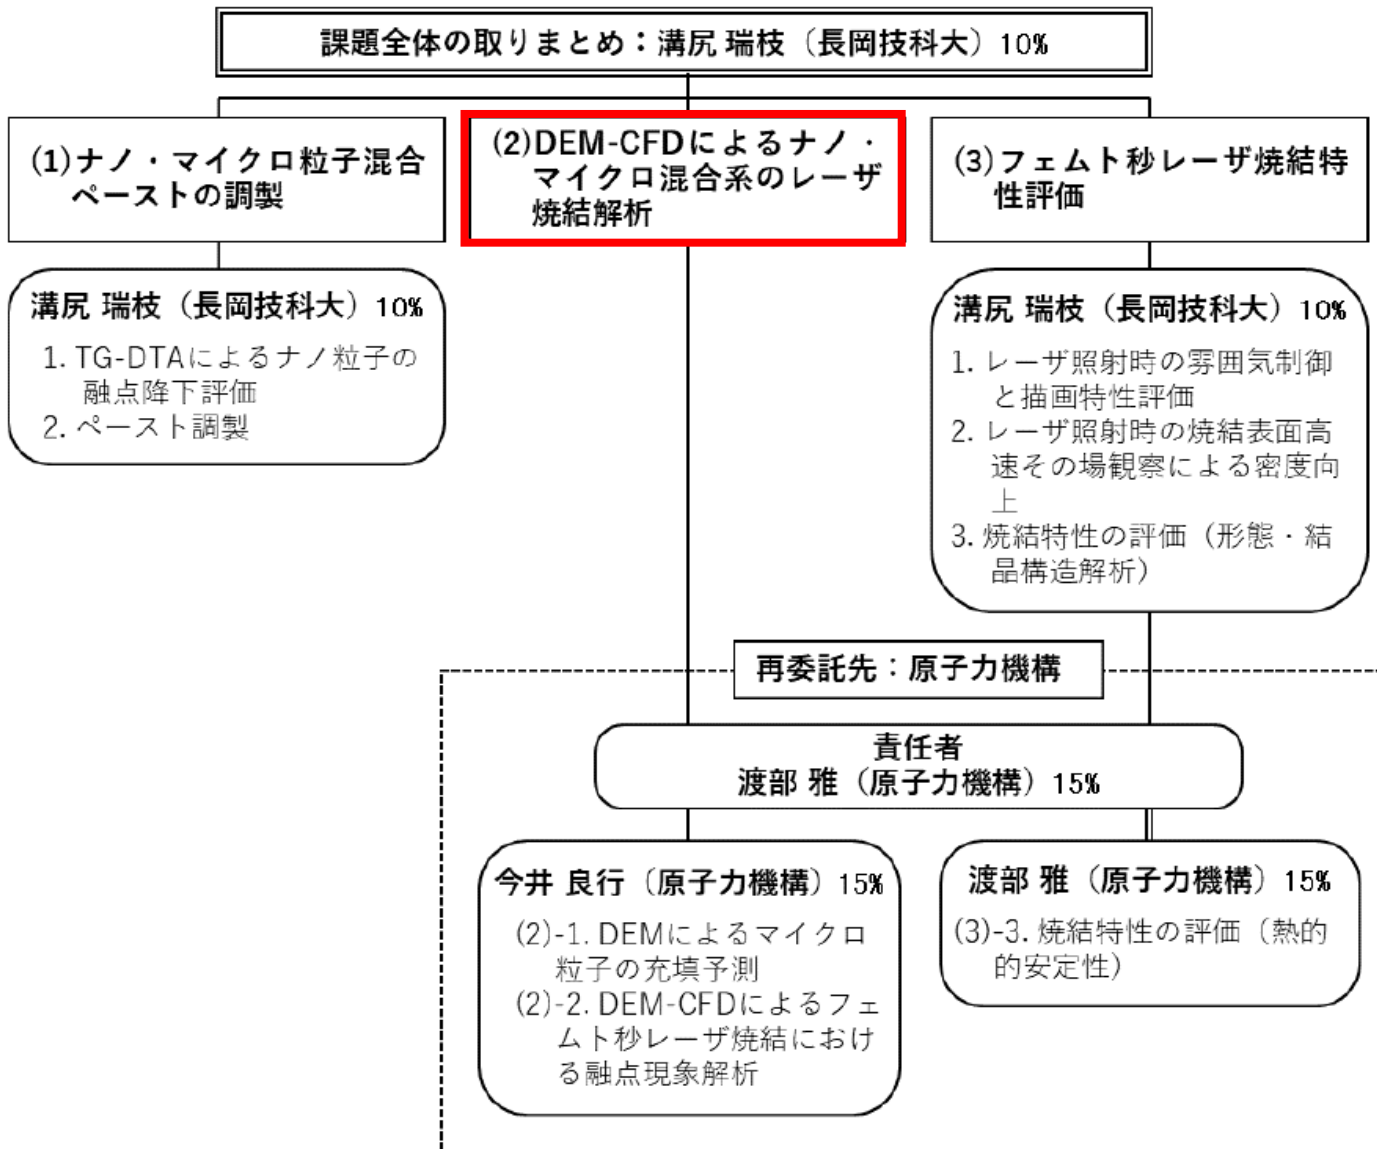 課題全体の取りまとめ：溝尻 瑞枝（長岡技科大）10%
(1)ナノ・マイクロ粒子混合
ペーストの調製
(2)DEM-CFDによるナノ・
マイクロ混合系のレーザ
焼結解析
(3)フェムト秒レーザ焼結特
性評価
溝尻 瑞枝（長岡技科大）10%
1. TG-DTAによるナノ粒子の
融点降下評価
2. ペースト調製
溝尻 瑞枝（長岡技科大）10%
1. レーザ照射時の雰囲気制御
と描画特性評価
2. レーザ照射時の焼結表面高
速その場観察による密度向
上
3. 焼結特性の評価（形態・結
晶構造解析）
再委託先：原子力機構
責任者
渡部 雅（原子力機構）15%
今井 良行（原子力機構）15%
(2)-1. DEMによるマイクロ
粒子の充填予測
(2)-2. DEM-CFDによるフェ
ムト秒レーザ焼結におけ
る融点現象解析
渡部 雅（原子力機構）15%
(3)-3. 焼結特性の評価（熱的
的安定性）